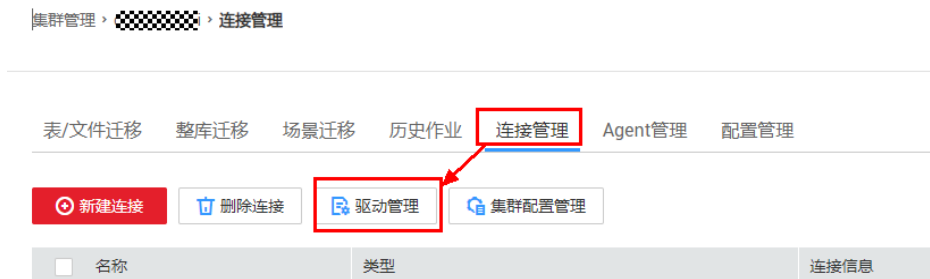 集群管理 › › 连接管理
表/文件迁移 整库迁移 场景迁移 历史作业 连接管理 Agent管理 配置管理
新建连接 删除连接 驱动管理 集群配置管理
名称 类型 连接信息